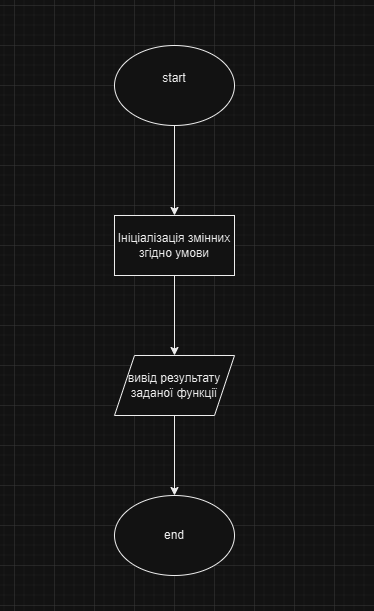 start
Ініціалізація змінних
згідно умови
вивід результату
заданої функції
end